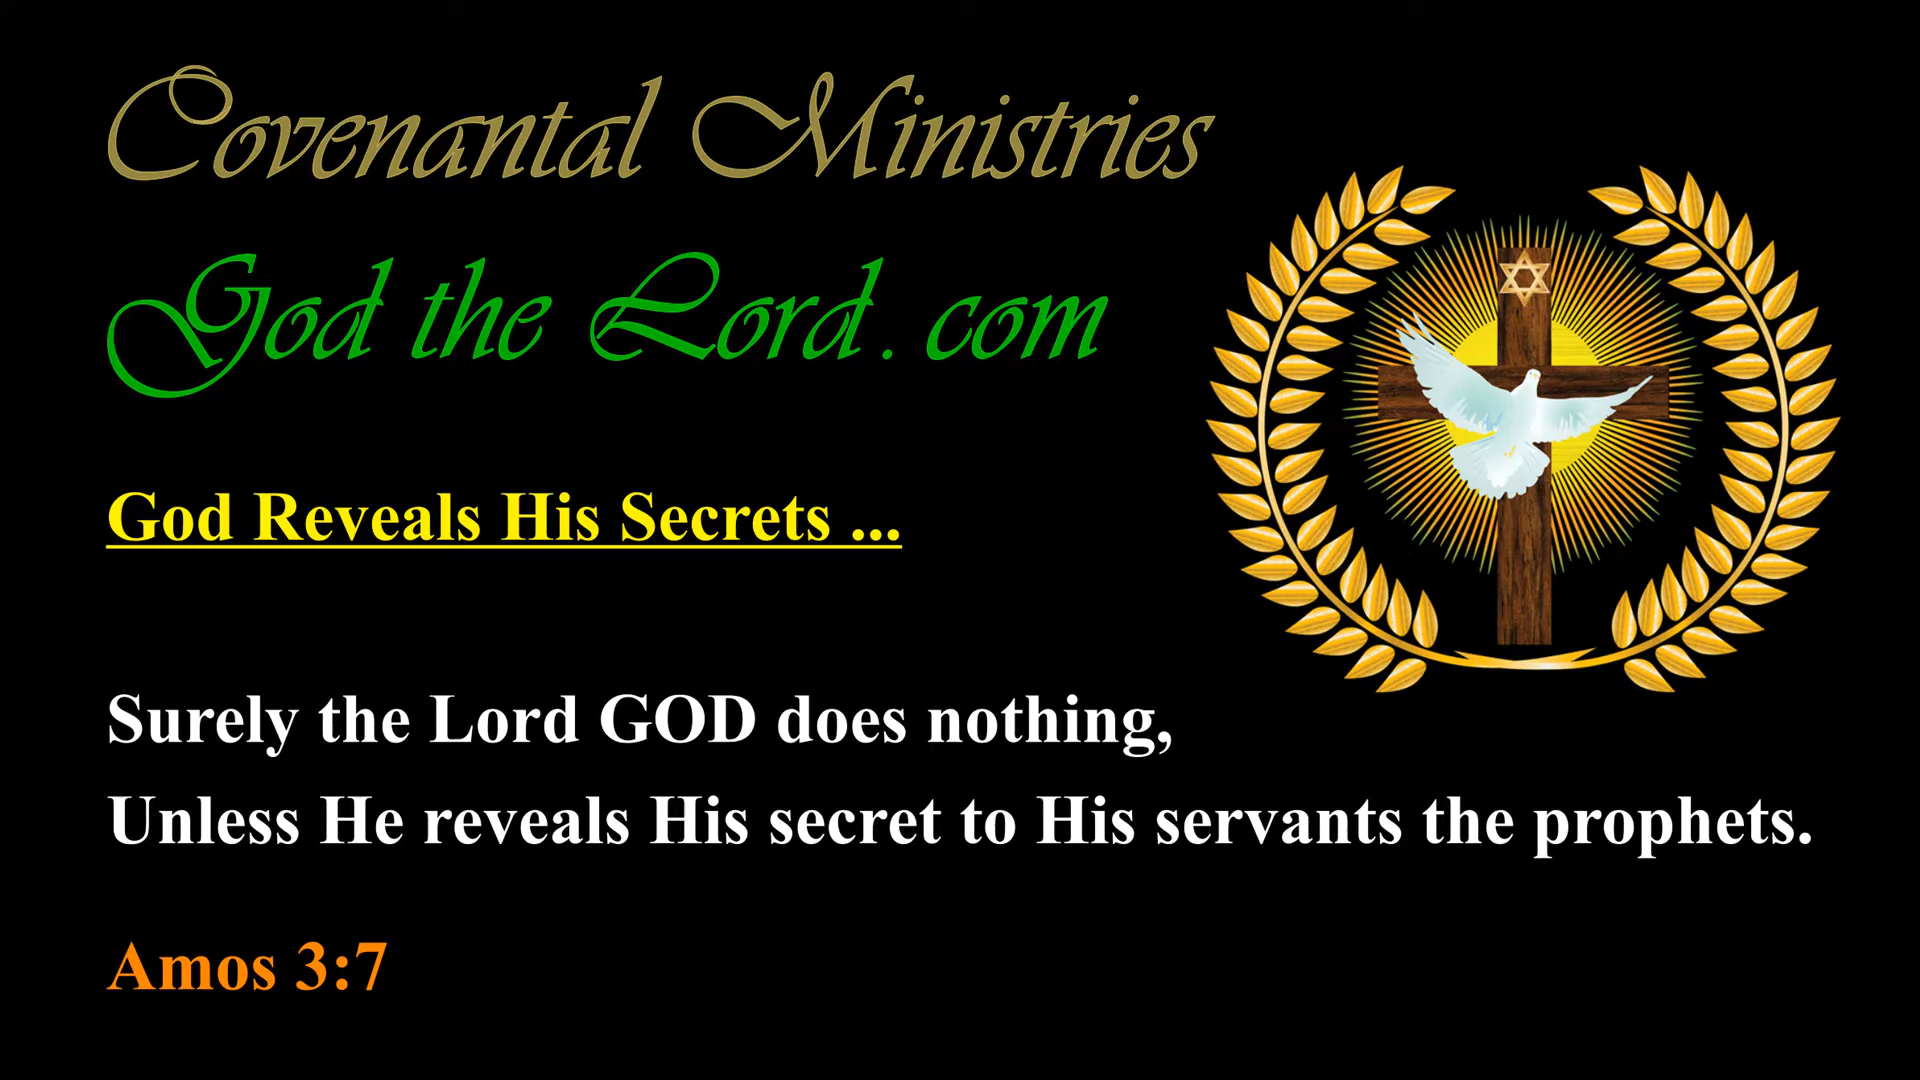 Covenantal Ministries
God the Lord . com
God Reveals His Secrets ...
Surely the Lord GOD does nothing,
Unless He reveals His secret to His servants the prophets.
Amos 3:7